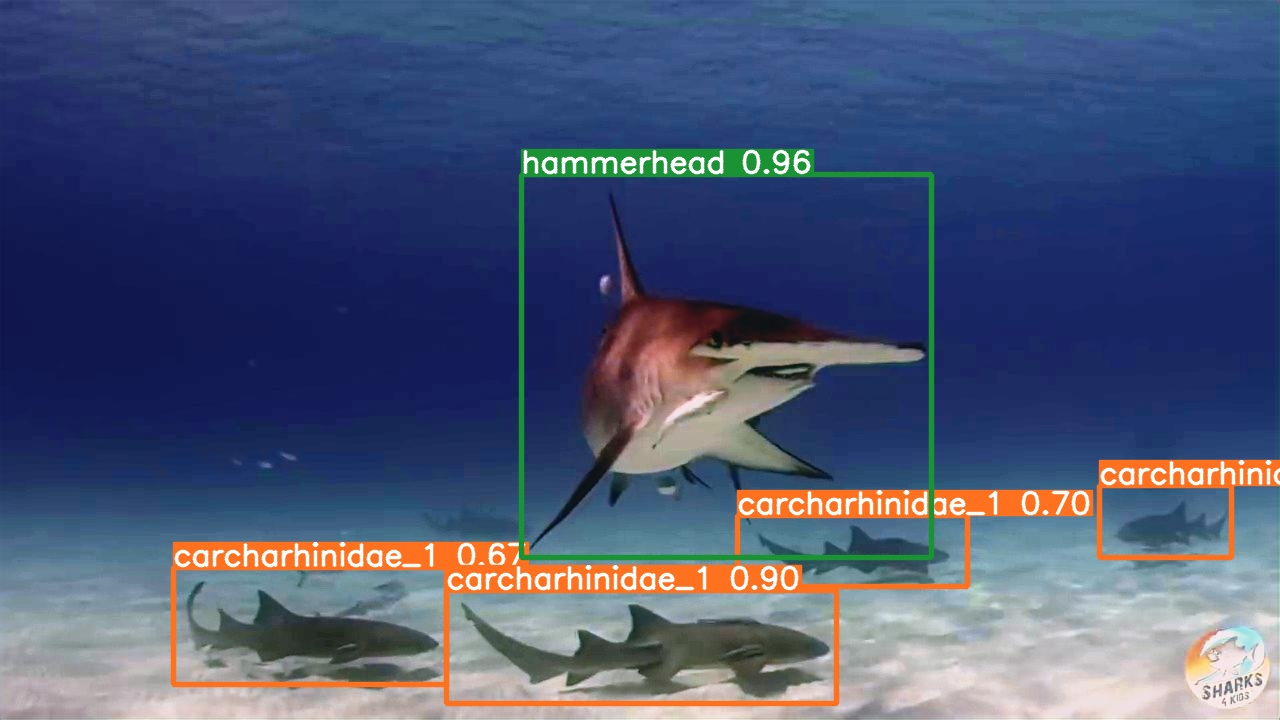 hammerhead 0.96
carcharhinid
carcharhinidae_1 0.70
carcharhinidae_1 0.67
carcharhinidae_1 0.90
SHARKS
4 KIDS